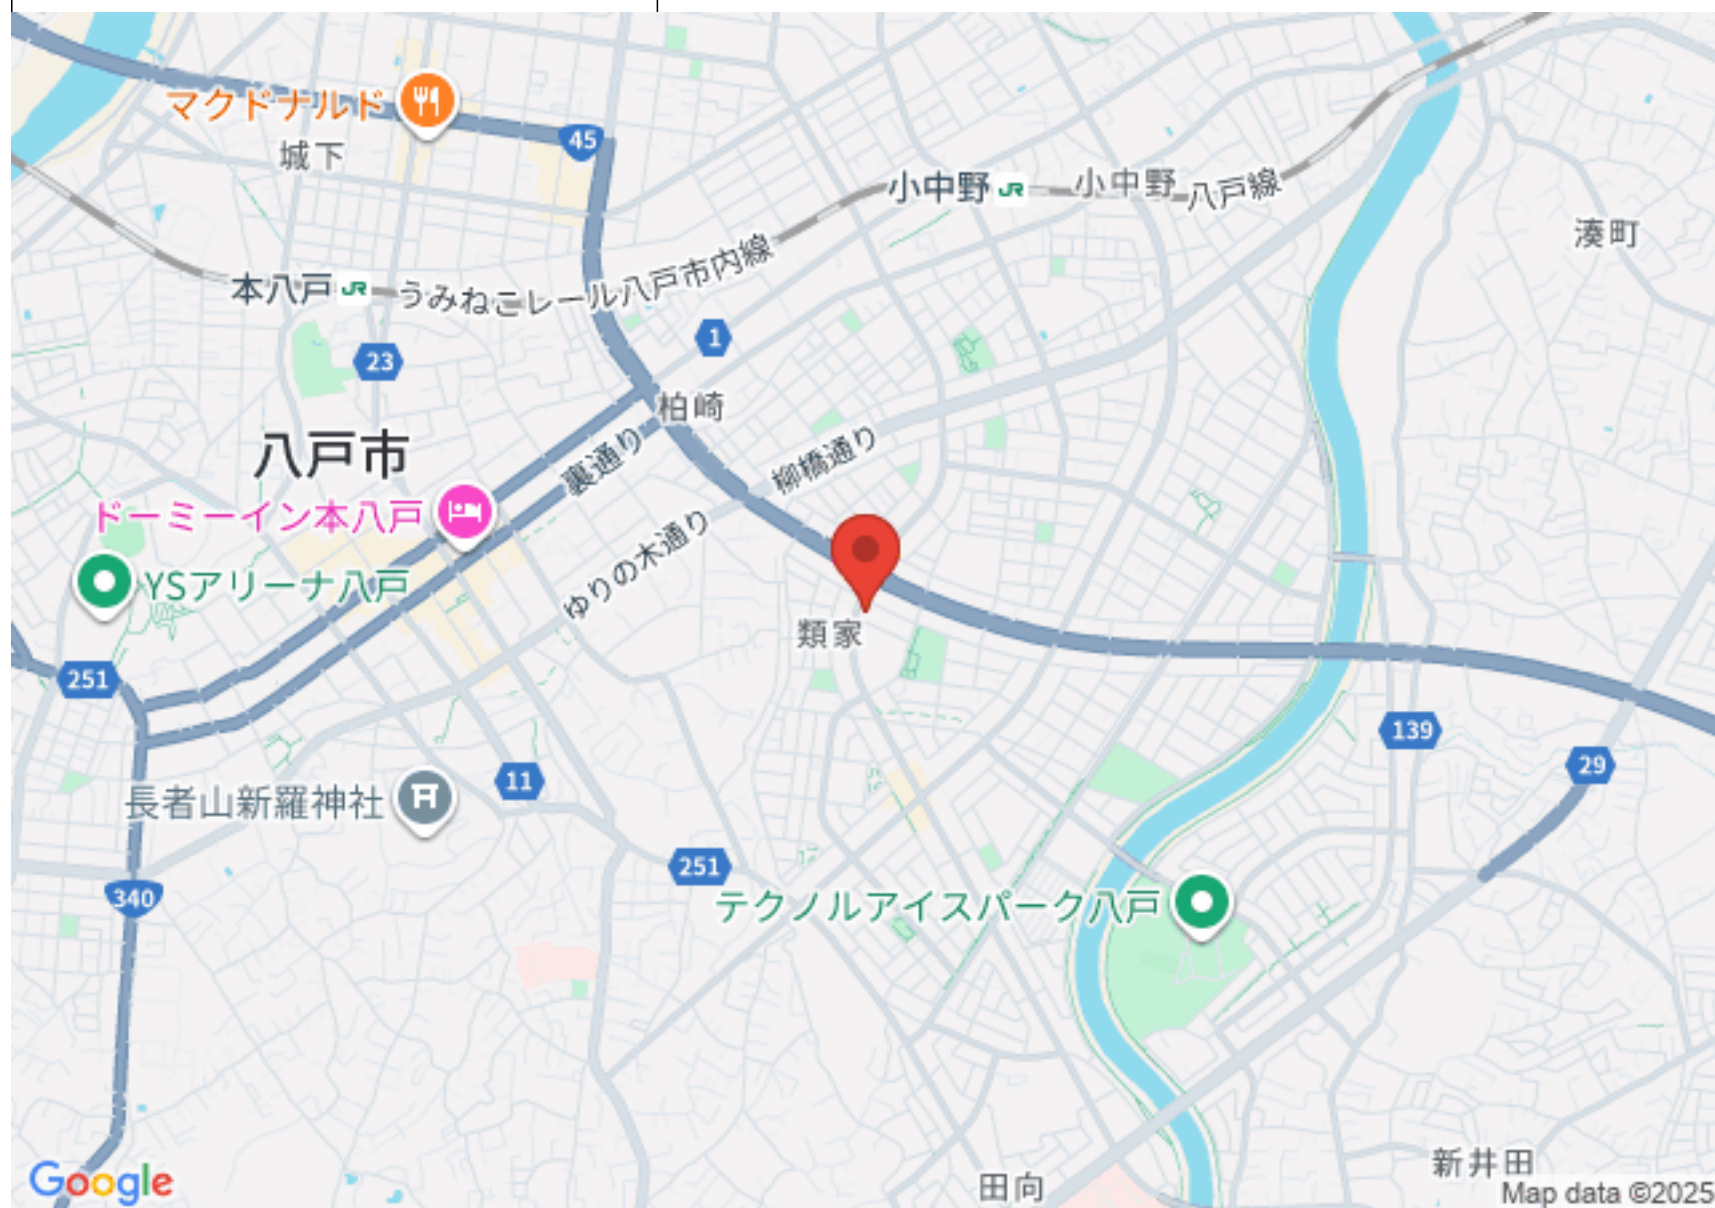 マクドナルド
45
城下
小中野
小中野
八戸線
湊町
本八戸
うみねこレール八戸市内線
1
23
柏崎
八戸市
裏通り
柳橋通り
ドーミーイン本八戸
ゆりの木通り
YSアリーナ八戸
類家
251
139
29
11
長者山新羅神社
251
340
テクノルアイスパーク八戸
新井田
田向
Google
Map data ©2025